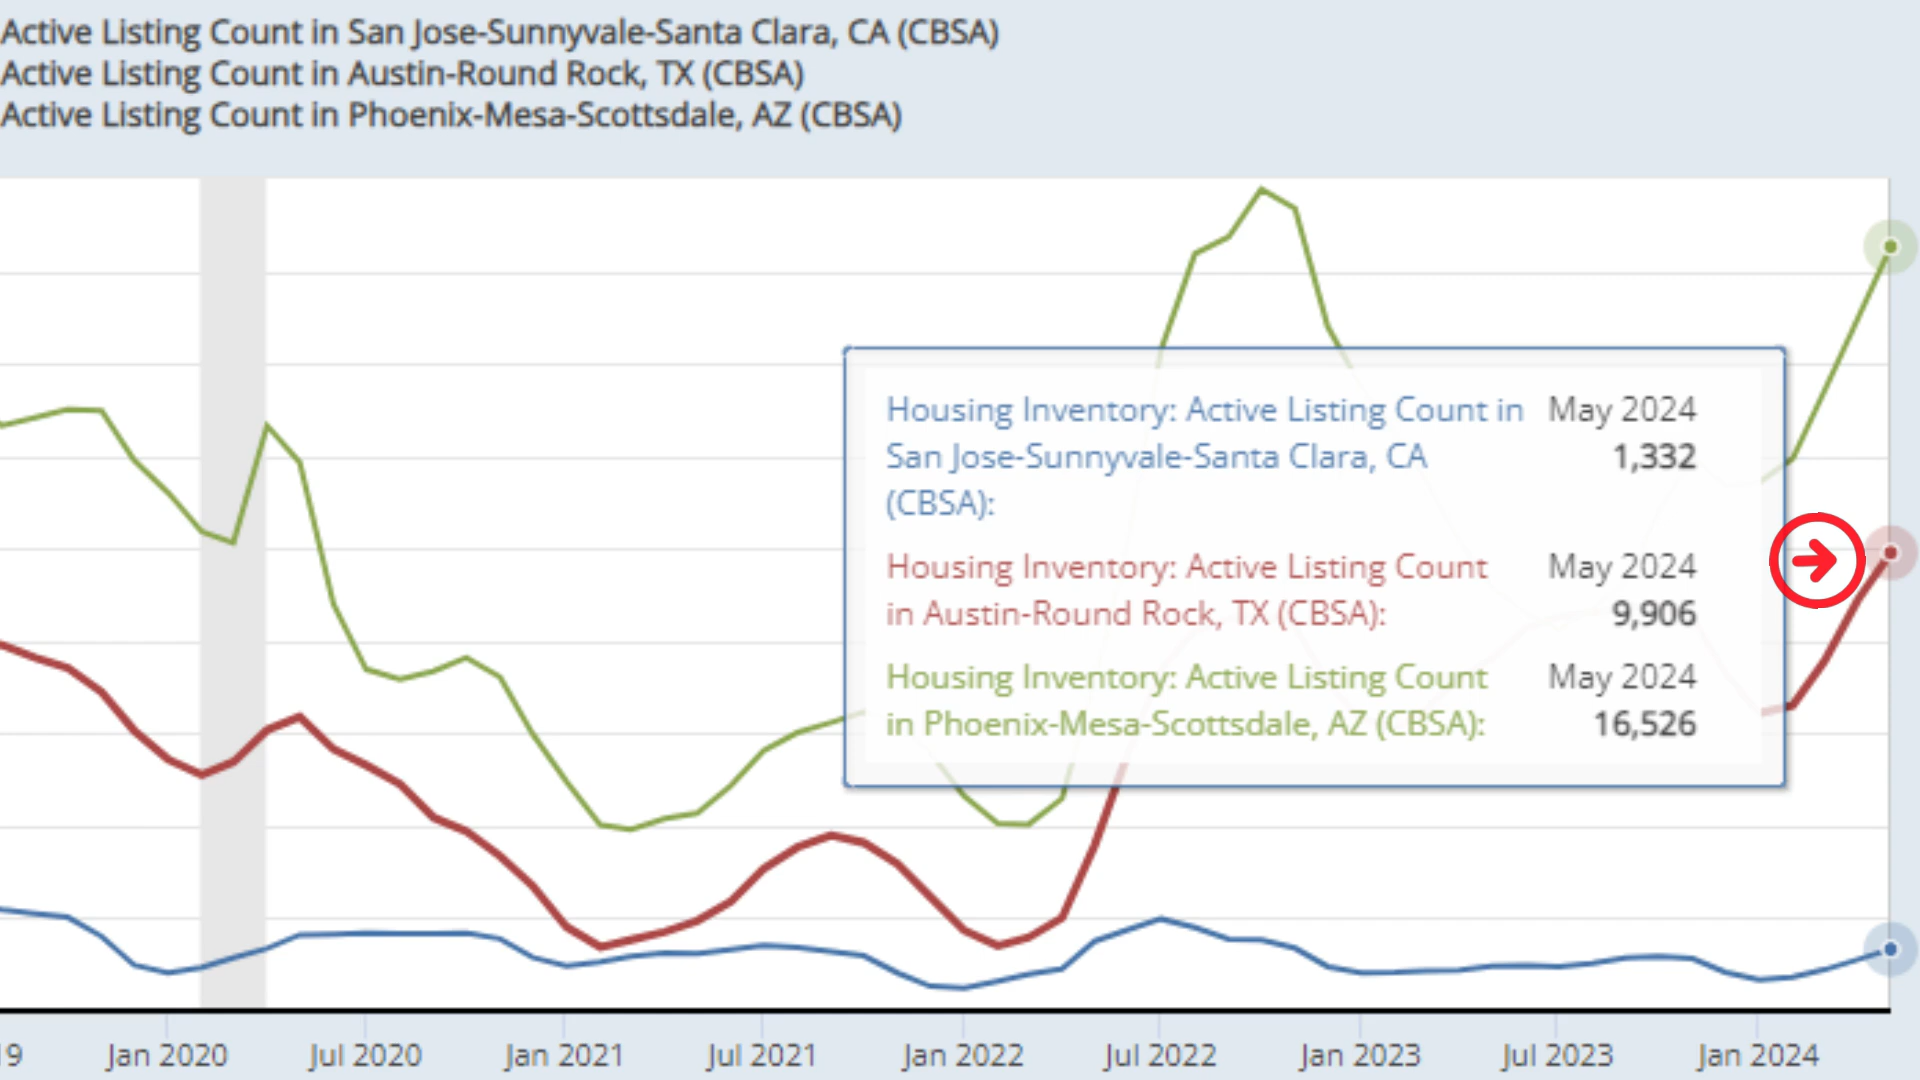 Active Listing Count in San Jose-Sunnyvale-Santa Clara, CA (CBSA)
Active Listing Count in Austin-Round Rock, TX (CBSA)
Active Listing Count in Phoenix-Mesa-Scottsdale, AZ (CBSA)
Housing Inventory: Active Listing Count in May 2024
San Jose-Sunnyvale-Santa Clara, CA 1,332
(CBSA):
Housing Inventory: Active Listing Count May 2024
in Austin-Round Rock, TX (CBSA): 9,906
Housing Inventory: Active Listing Count May 2024
in Phoenix-Mesa-Scottsdale, AZ (CBSA): 16,526
9 Jan 2020 Jul 2020 Jan 2021 Jul 2021 Jan 2022 Jul 2022 Jan 2023 Jul 2023 Jan 2024